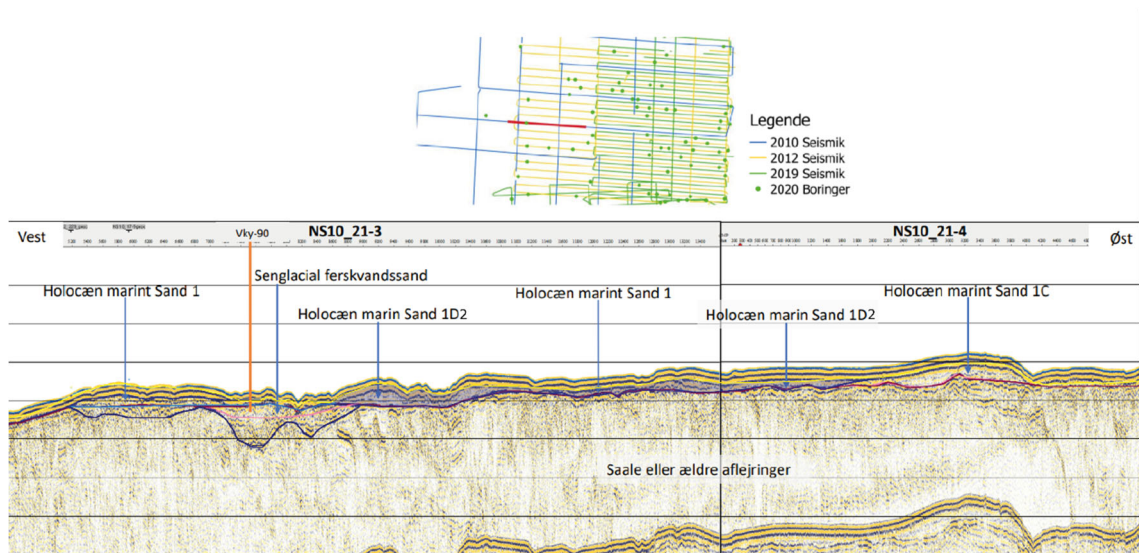 Legende
2010 Seismik
2012 Seismik
2019 Seismik
2020 Boringer
Vest
Vky-90
NS10_21-3
NS10_21-4
Øst
Senglacial ferskvandssand
Holocæn marint Sand 1
Holocæn marin Sand 1D2
Holocæn marint Sand 1
Holocæn marin Sand 1D2
Holocæn marint Sand 1C
Saale eller ældre aflejringer